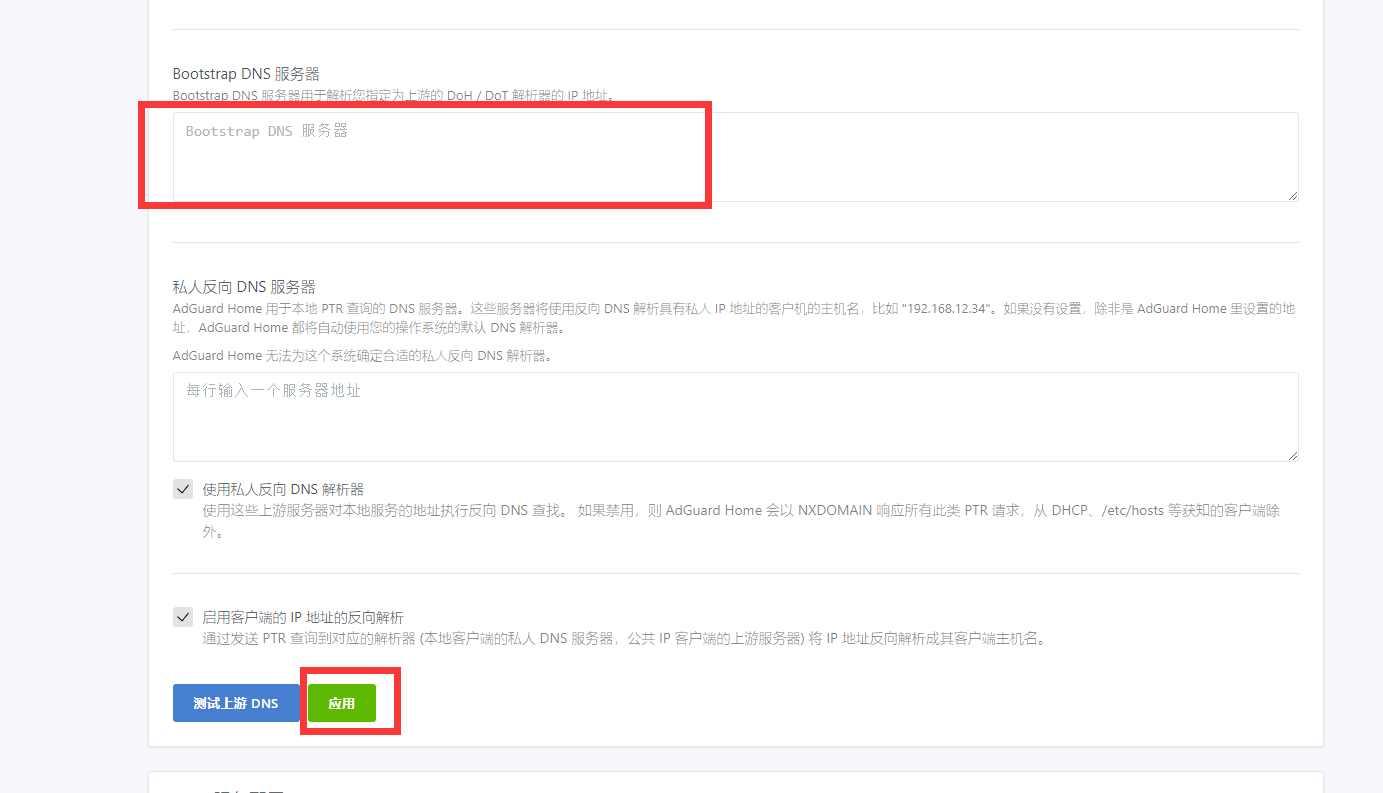 Bootstrap DNS 服务器
Bootstrap DNS 服务器用于解析您指定为上游的 DoH / DoT 解析器的 IP 地址。
Bootstrap DNS 服务器
私人反向 DNS 服务器
AdGuard Home 用于本地 PTR 查询的 DNS 服务器。这些服务器将使用反向 DNS 解析具有私人 IP 地址的客户机的主机名，比如 "192.168.12.34"。如果没有设置，除非是 AdGuard Home 里设置的地
址，AdGuard Home 都将自动使用您的操作系统的默认 DNS 解析器。
AdGuard Home 无法为这个系统确定合适的私人反向 DNS 解析器。
每行输入一个服务器地址
使用私人反向 DNS 解析器
使用这些上游服务器对本地服务的地址执行反向 DNS 查找。 如果禁用，则 AdGuard Home 会以 NXDOMAIN 响应所有此类 PTR 请求，从 DHCP、/etc/hosts 等获知的客户端除
外。
启用客户端的 IP 地址的反向解析
通过发送 PTR 查询到对应的解析器 (本地客户端的私人 DNS 服务器，公共 IP 客户端的上游服务器) 将 IP 地址反向解析成其客户端主机名。
测试上游 DNS 应用